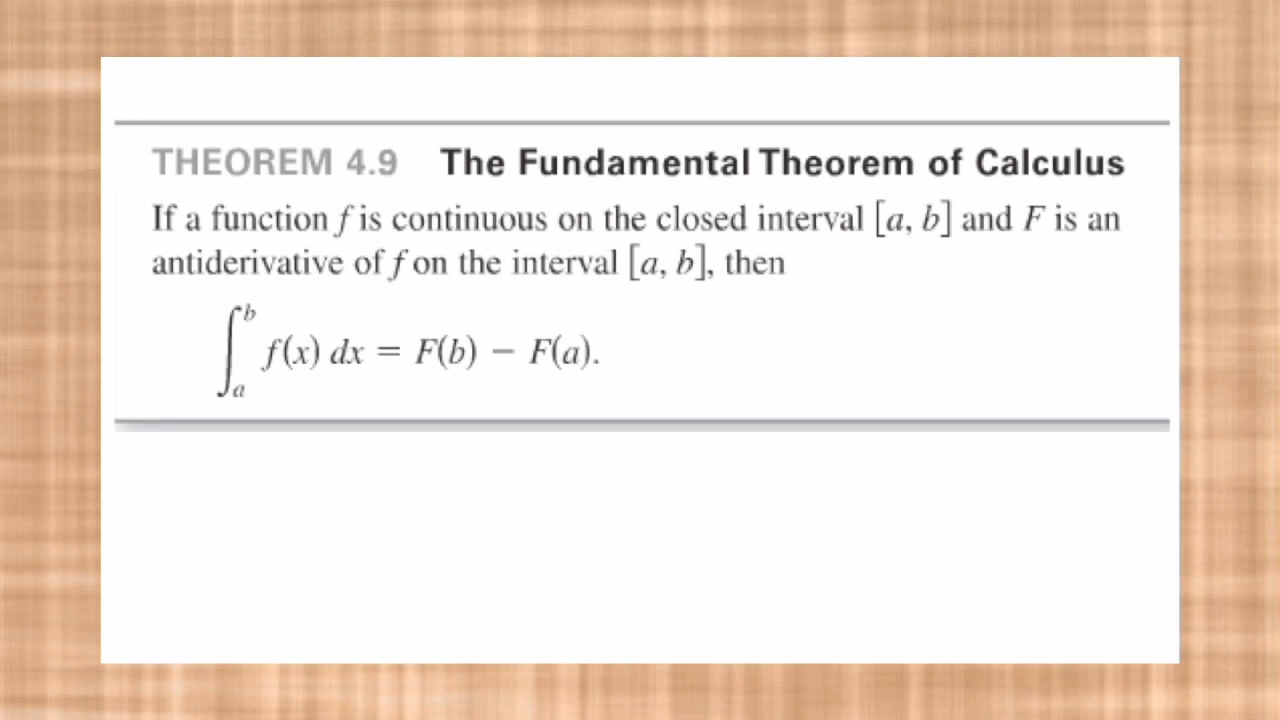 THEOREM 4.9 The Fundamental Theorem of Calculus
If a function f is continuous on the closed interval [a, b] and F is an
antiderivative of f on the interval [a, b], then
∫_a^b f(x) dx = F(b) − F(a).